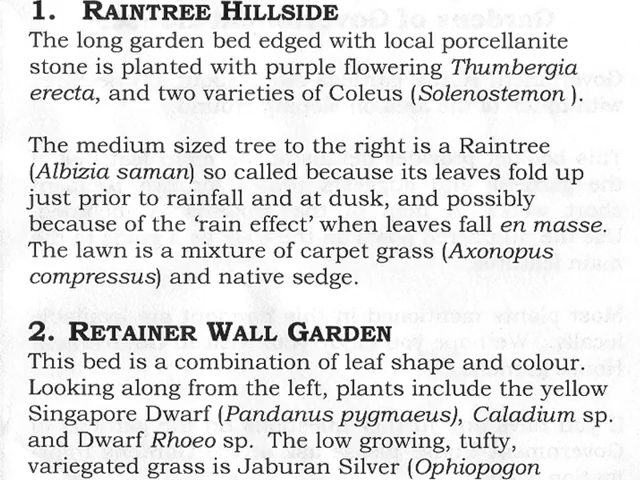 1. RAINTREE HILLSIDE
The long garden bed edged with local porcellanite
stone is planted with purple flowering Thumbergia
erecta, and two varieties of Coleus (Solenostemon ).
The medium sized tree to the right is a Raintree
(Albizia saman) so called because its leaves fold up
just prior to rainfall and at dusk, and possibly
because of the 'rain effect' when leaves fall en masse.
The lawn is a mixture of carpet grass (Axonopus
compressus) and native sedge.
2. RETAINER WALL GARDEN
This bed is a combination of leaf shape and colour.
Looking along from the left, plants include the yellow
Singapore Dwarf (Pandanus pygmaeus), Caladium sp.
and Dwarf Rhoeo sp. The low growing, tufty,
variegated grass is Jaburan Silver (Ophiopogon